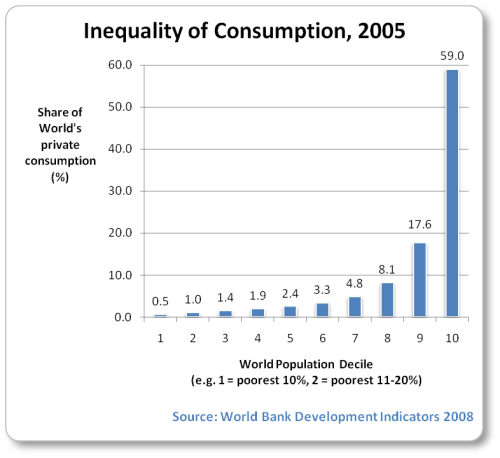 Inequality of Consumption, 2005
Share of
World's
private
consumption
(%)
60.0
50.0
40.0
30.0
20.0
10.0
0.0
0.5
1.0
1.4
1.9
2.4
3.3
4.8
8.1
17.6
59.0
1 2 3 4 5 6 7 8 9 10
World Population Decile
(e.g. 1 = poorest 10%, 2 = poorest 11-20%)
Source: World Bank Development Indicators 2008